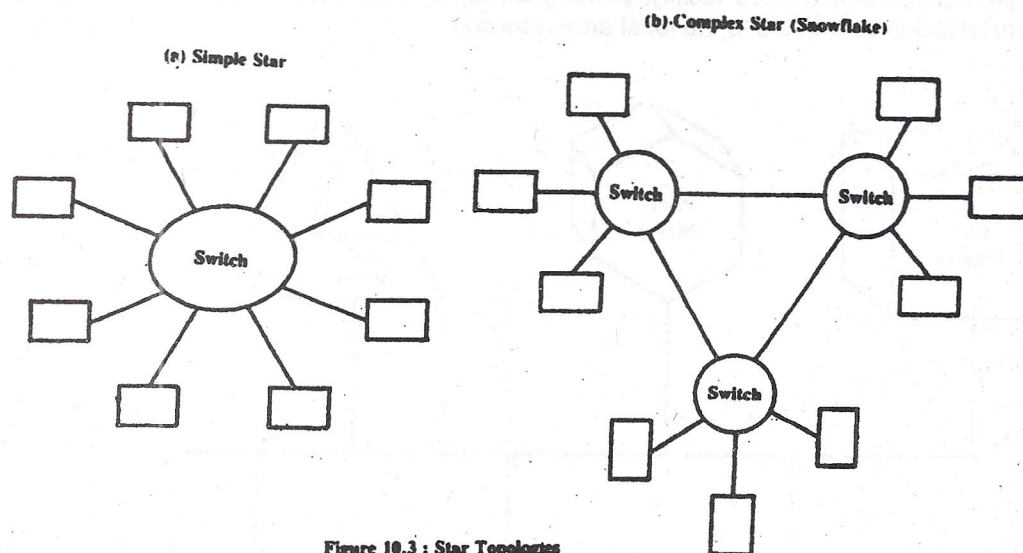 (b) Complex Star (Snowflake)
(a) Simple Star
Switch
Switch
Switch
Switch
Figure 10.3 : Star Topologies